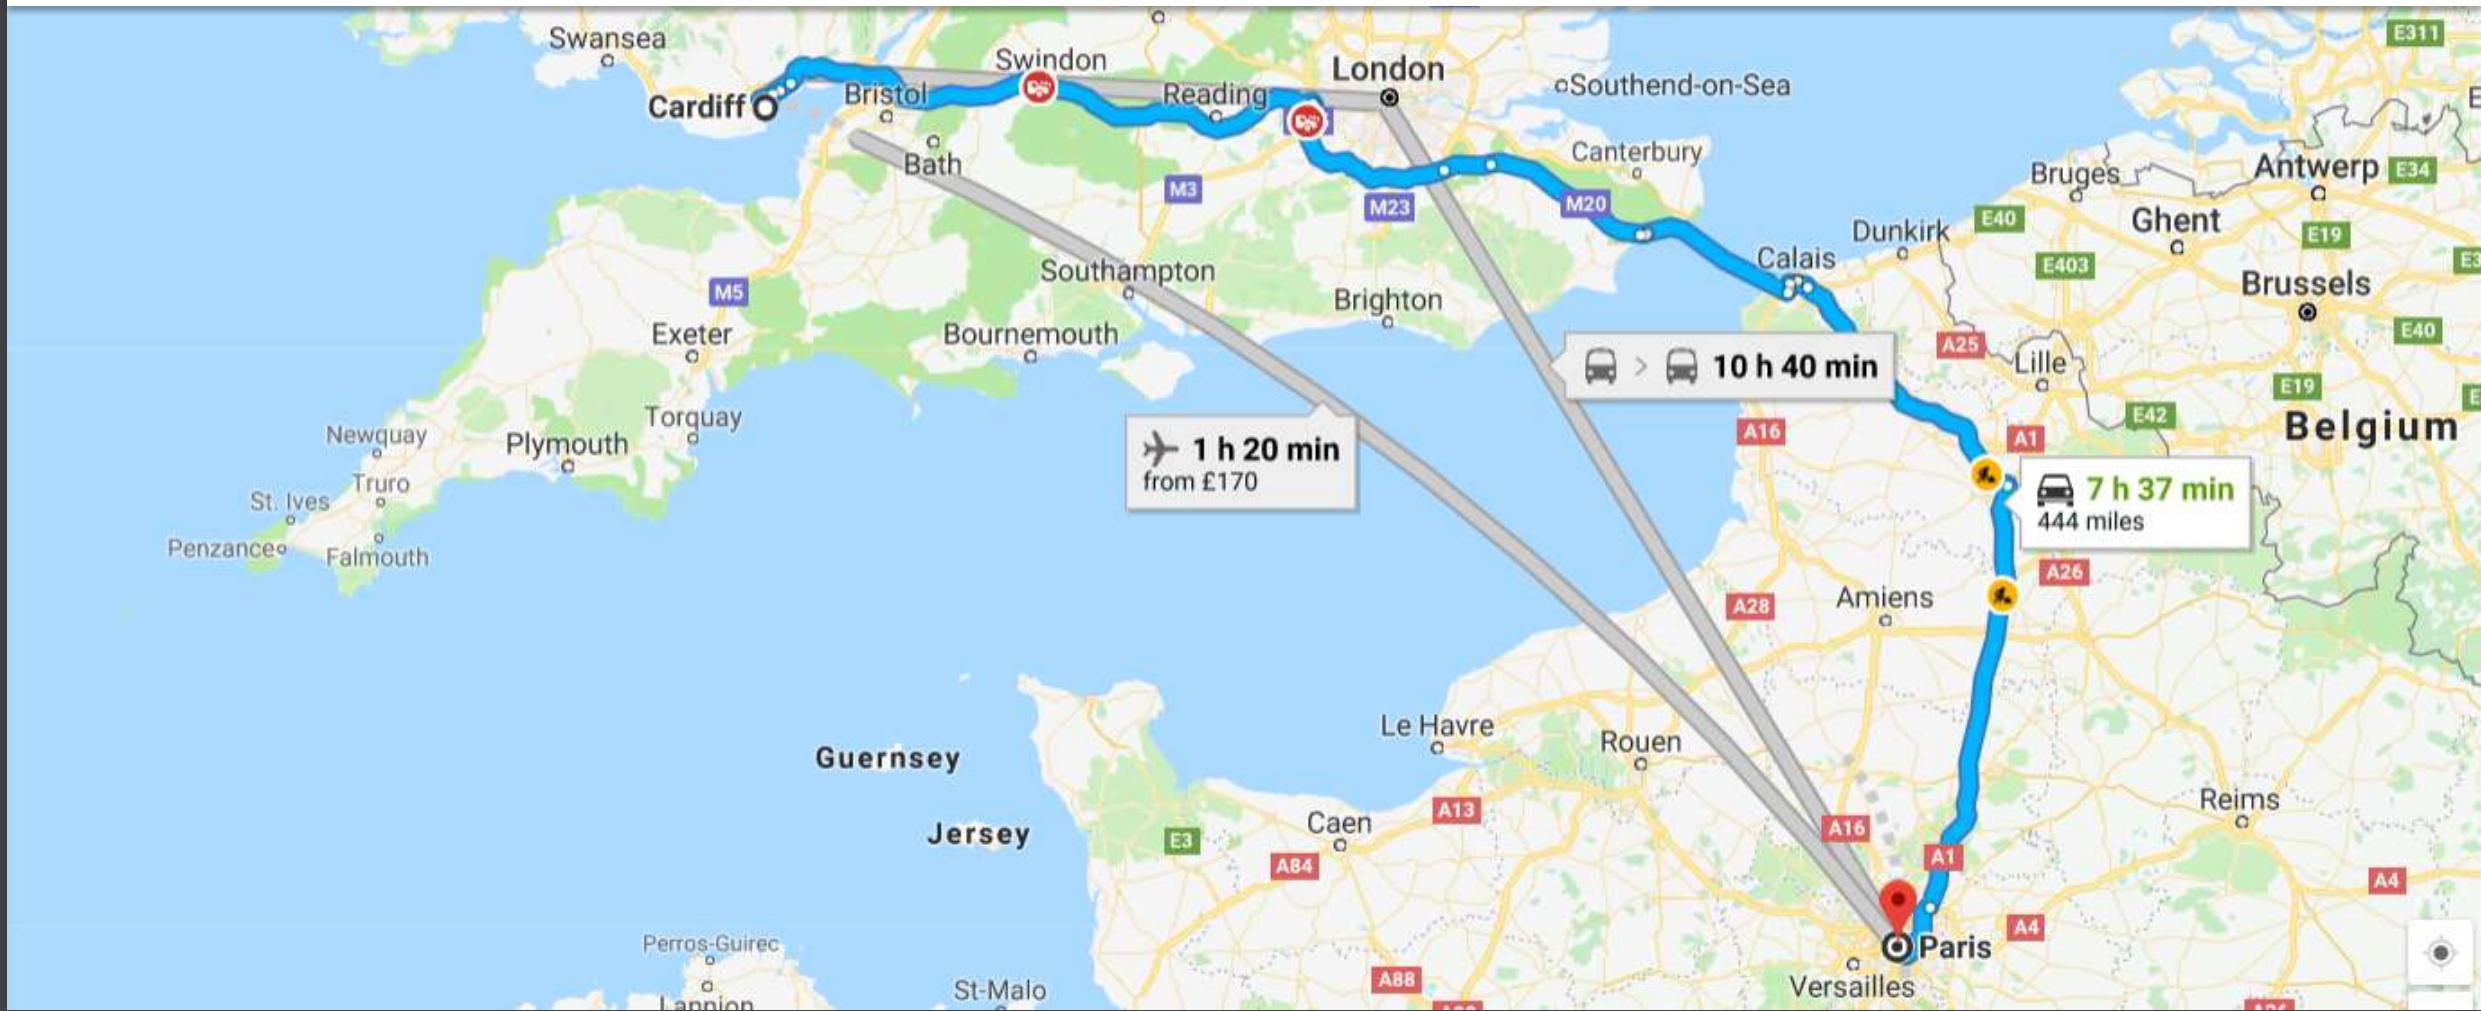 E311
Swansea
Swindon
London
Southend-on-Sea
Cardiff
Bristol
Reading
E
Bath
Canterbury
Bruges
Antwerp
E34
M3
M23
M20
E40
Ghent
Dunkirk
E19
Calais
E403
E3
Southampton
Brussels
M5
Brighton
Exeter
Bournemouth
E40
A25
Lille
10 h 40 min
E19
E
Torquay
E42
Newquay
Plymouth
A16
A1
Belgium
1 h 20 min
from £170
Truro
St. Ives
7 h 37 min
444 miles
Penzance
Falmouth
A26
A28
Amiens
Le Havre
Rouen
Guernsey
Reims
A13
Jersey
E3
Caen
A16
A84
A1
A4
Perros-Guirec
A4
Paris
A88
St-Malo
Versailles
Lannion